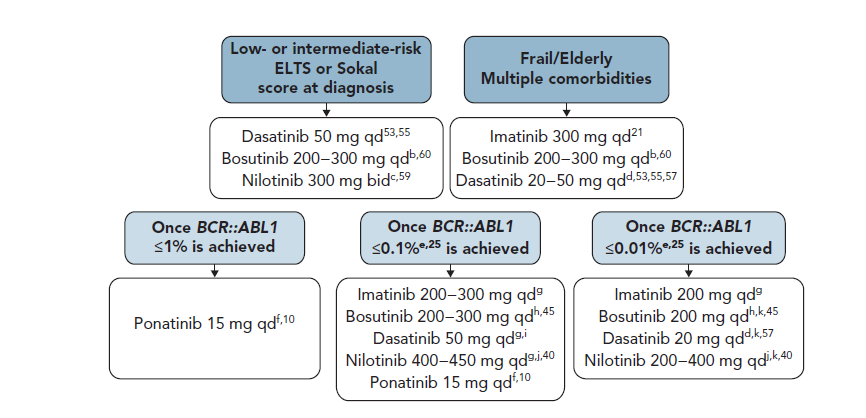 Low- or intermediate-risk
ELTS or Sokal
score at diagnosis
Dasatinib 50 mg qd53,55
Bosutinib 200–300 mg qdb,60
Nilotinib 300 mg bidc,59
Frail/Elderly
Multiple comorbidities
Imatinib 300 mg qd21
Bosutinib 200–300 mg qdb,60
Dasatinib 20–50 mg qdd,53,55,57
Once BCR::ABL1
≤1% is achieved
Ponatinib 15 mg qdf,10
Once BCR::ABL1
≤0.1%e,25 is achieved
Imatinib 200–300 mg qdg
Bosutinib 200–300 mg qdh,45
Dasatinib 50 mg qdg,i
Nilotinib 400–450 mg qdg,j,40
Ponatinib 15 mg qdf,10
Once BCR::ABL1
≤0.01%e,25 is achieved
Imatinib 200 mg qdg
Bosutinib 200 mg qdh,k,45
Dasatinib 20 mg qdd,k,57
Nilotinib 200–400 mg qdj,k,40